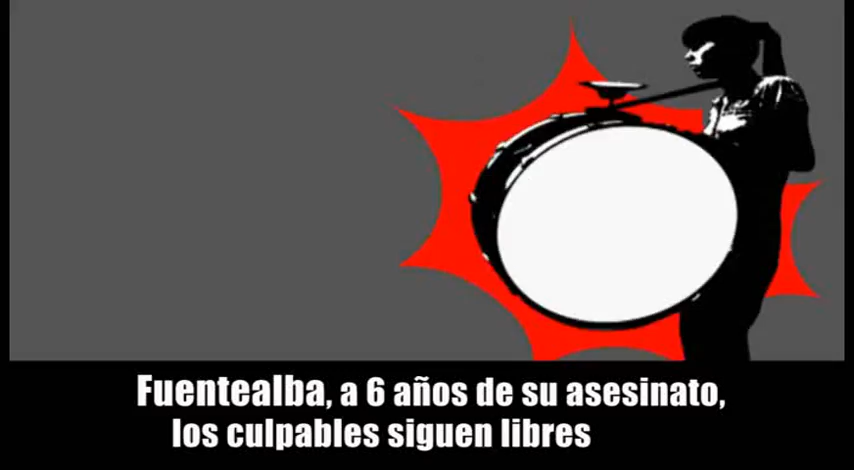 Fuentealba, a 6 años de su asesinato,
los culpables siguen libres